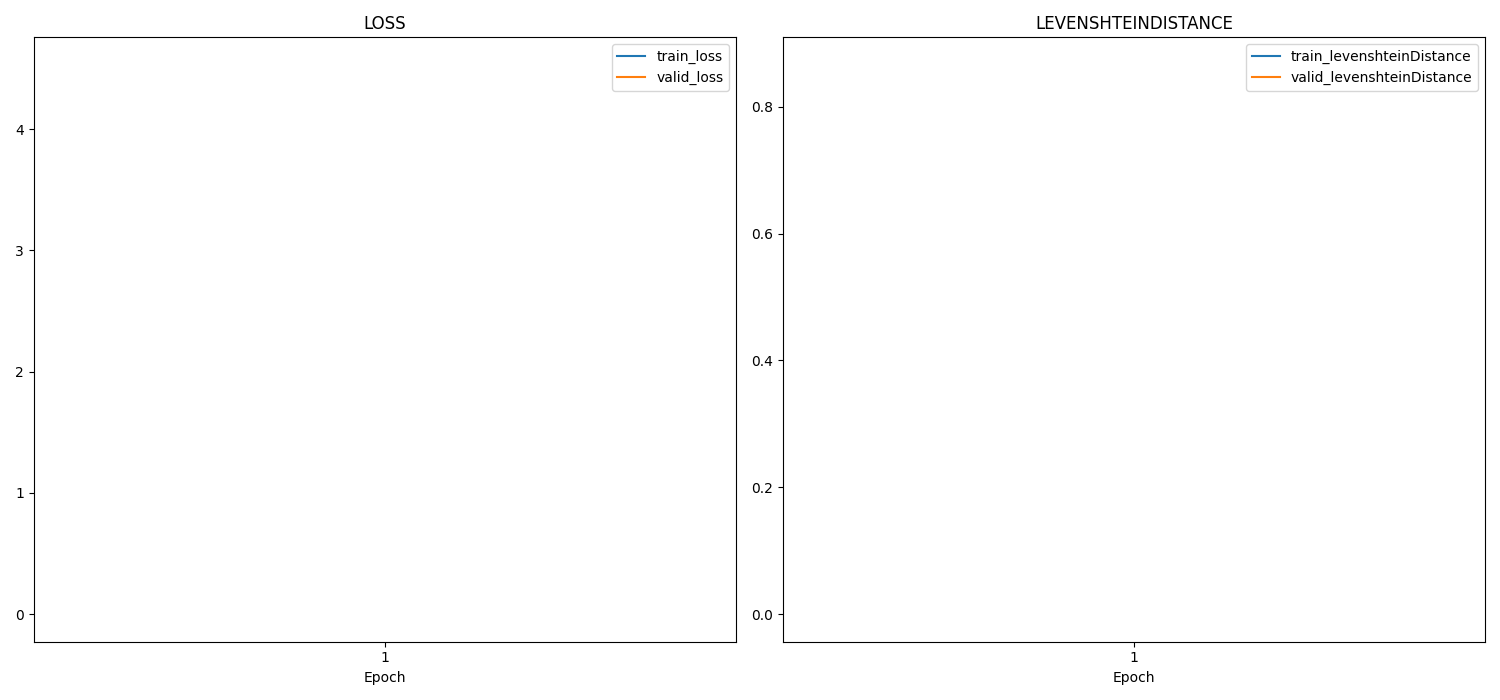 LOSS
train_loss
valid_loss
4
3
2
1
0
1
Epoch
LEVENSHTEINDISTANCE
train_levenshteinDistance
valid_levenshteinDistance
0.8
0.6
0.4
0.2
0.0
1
Epoch